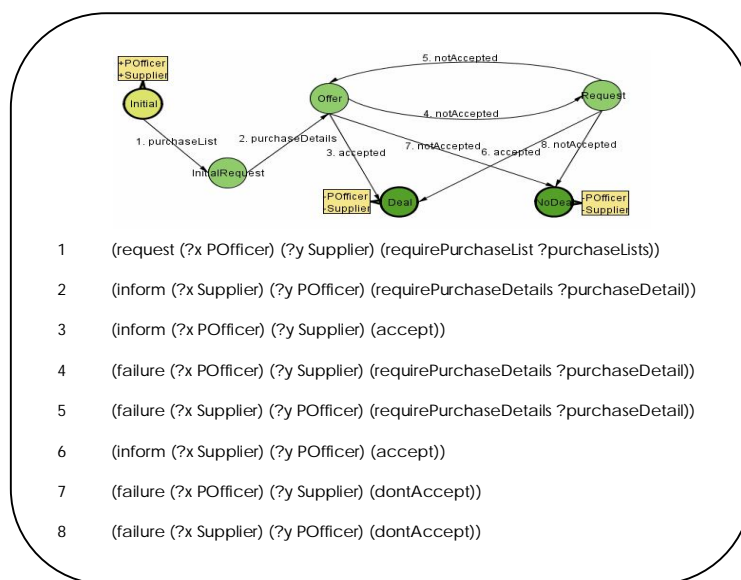 5. notAccepted
+POfficer
+Supplier
Initial
Offer
Request
4. notAccepted
1. purchaseList
2. purchaseDetails
3. accepted
7. notAccepted
6. accepted
8. notAccepted
InitialRequest
-POfficer
-Supplier
Deal
NoDeal
-POfficer
-Supplier
1 (request (?x POfficer) (?y Supplier) (requirePurchaseList ?purchaseLists))
2 (inform (?x Supplier) (?y POfficer) (requirePurchaseDetails ?purchaseDetail))
3 (inform (?x POfficer) (?y Supplier) (accept))
4 (failure (?x POfficer) (?y Supplier) (requirePurchaseDetails ?purchaseDetail))
5 (failure (?x Supplier) (?y POfficer) (requirePurchaseDetails ?purchaseDetail))
6 (inform (?x Supplier) (?y POfficer) (accept))
7 (failure (?x POfficer) (?y Supplier) (dontAccept))
8 (failure (?x Supplier) (?y POfficer) (dontAccept))